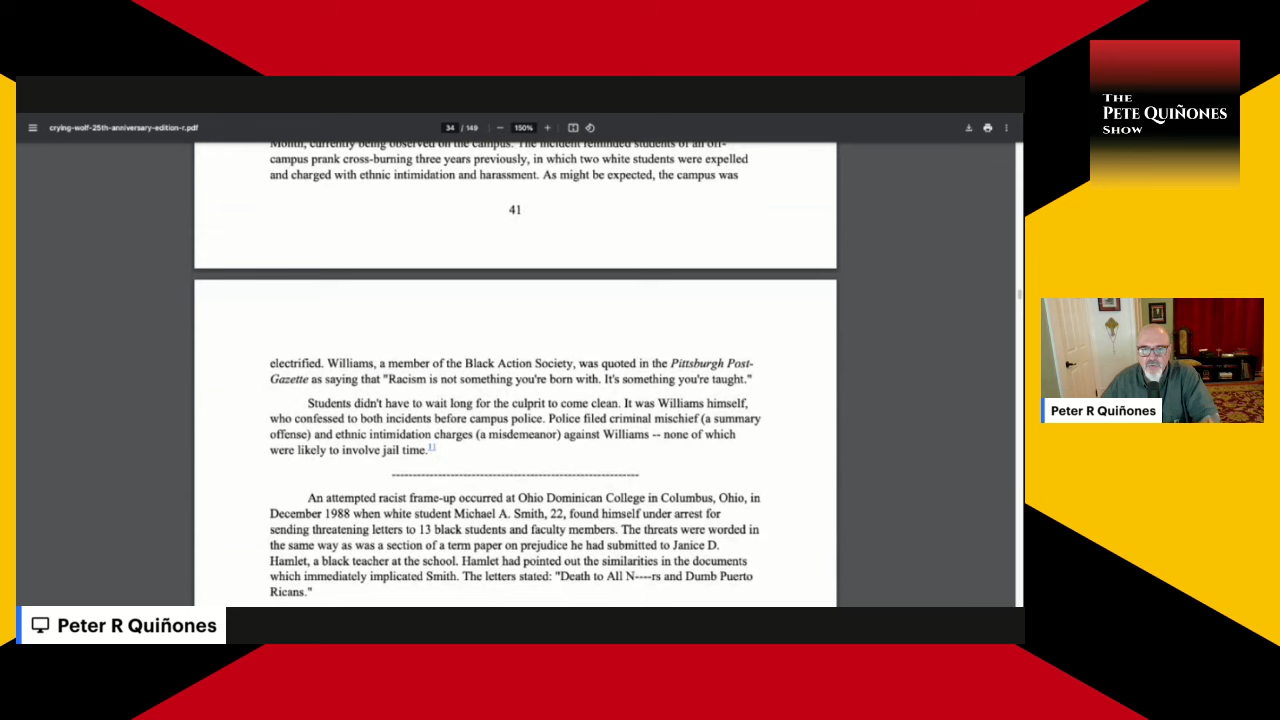 THE
PETE QUIÑONES
SHOW
crying-wolf-25th-anniversary-edition-r.pdf
34 / 149
150%
Month, currently being observed on the campus. The incident reminded students of an off-
campus prank cross-burning three years previously, in which two white students were expelled
and charged with ethnic intimidation and harassment. As might be expected, the campus was
41
electrified. Williams, a member of the Black Action Society, was quoted in the Pittsburgh Post-
Gazette as saying that "Racism is not something you're born with. It's something you're taught."
Students didn't have to wait long for the culprit to come clean. It was Williams himself,
who confessed to both incidents before campus police. Police filed criminal mischief (a summary
offense) and ethnic intimidation charges (a misdemeanor) against Williams -- none of which
were likely to involve jail time.11
------------------------------------------------------------
An attempted racist frame-up occurred at Ohio Dominican College in Columbus, Ohio, in
December 1988 when white student Michael A. Smith, 22, found himself under arrest for
sending threatening letters to 13 black students and faculty members. The threats were worded in
the same way as was a section of a term paper on prejudice he had submitted to Janice D.
Hamlet, a black teacher at the school. Hamlet had pointed out the similarities in the documents
which immediately implicated Smith. The letters stated: "Death to All N----rs and Dumb Puerto
Ricans."
Peter R Quiñones
Peter R Quiñones